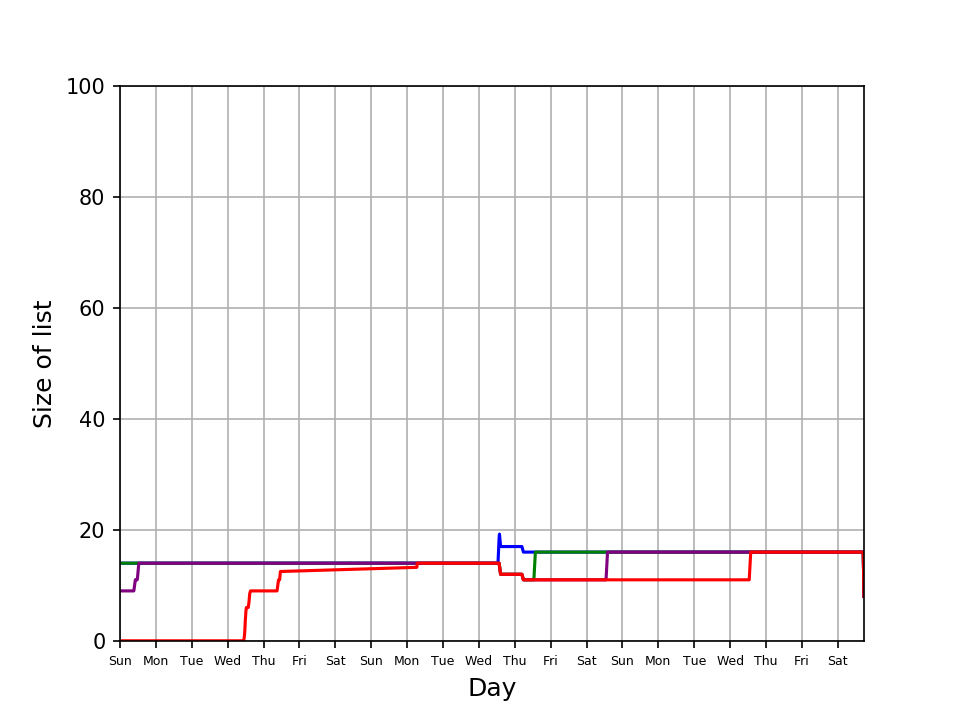 100
80
60
40
20
0
Size of list
Sun Mon Tue Wed Thu Fri Sat Sun Mon Tue Wed Thu Fri Sat Sun Mon Tue Wed Thu Fri Sat
Day